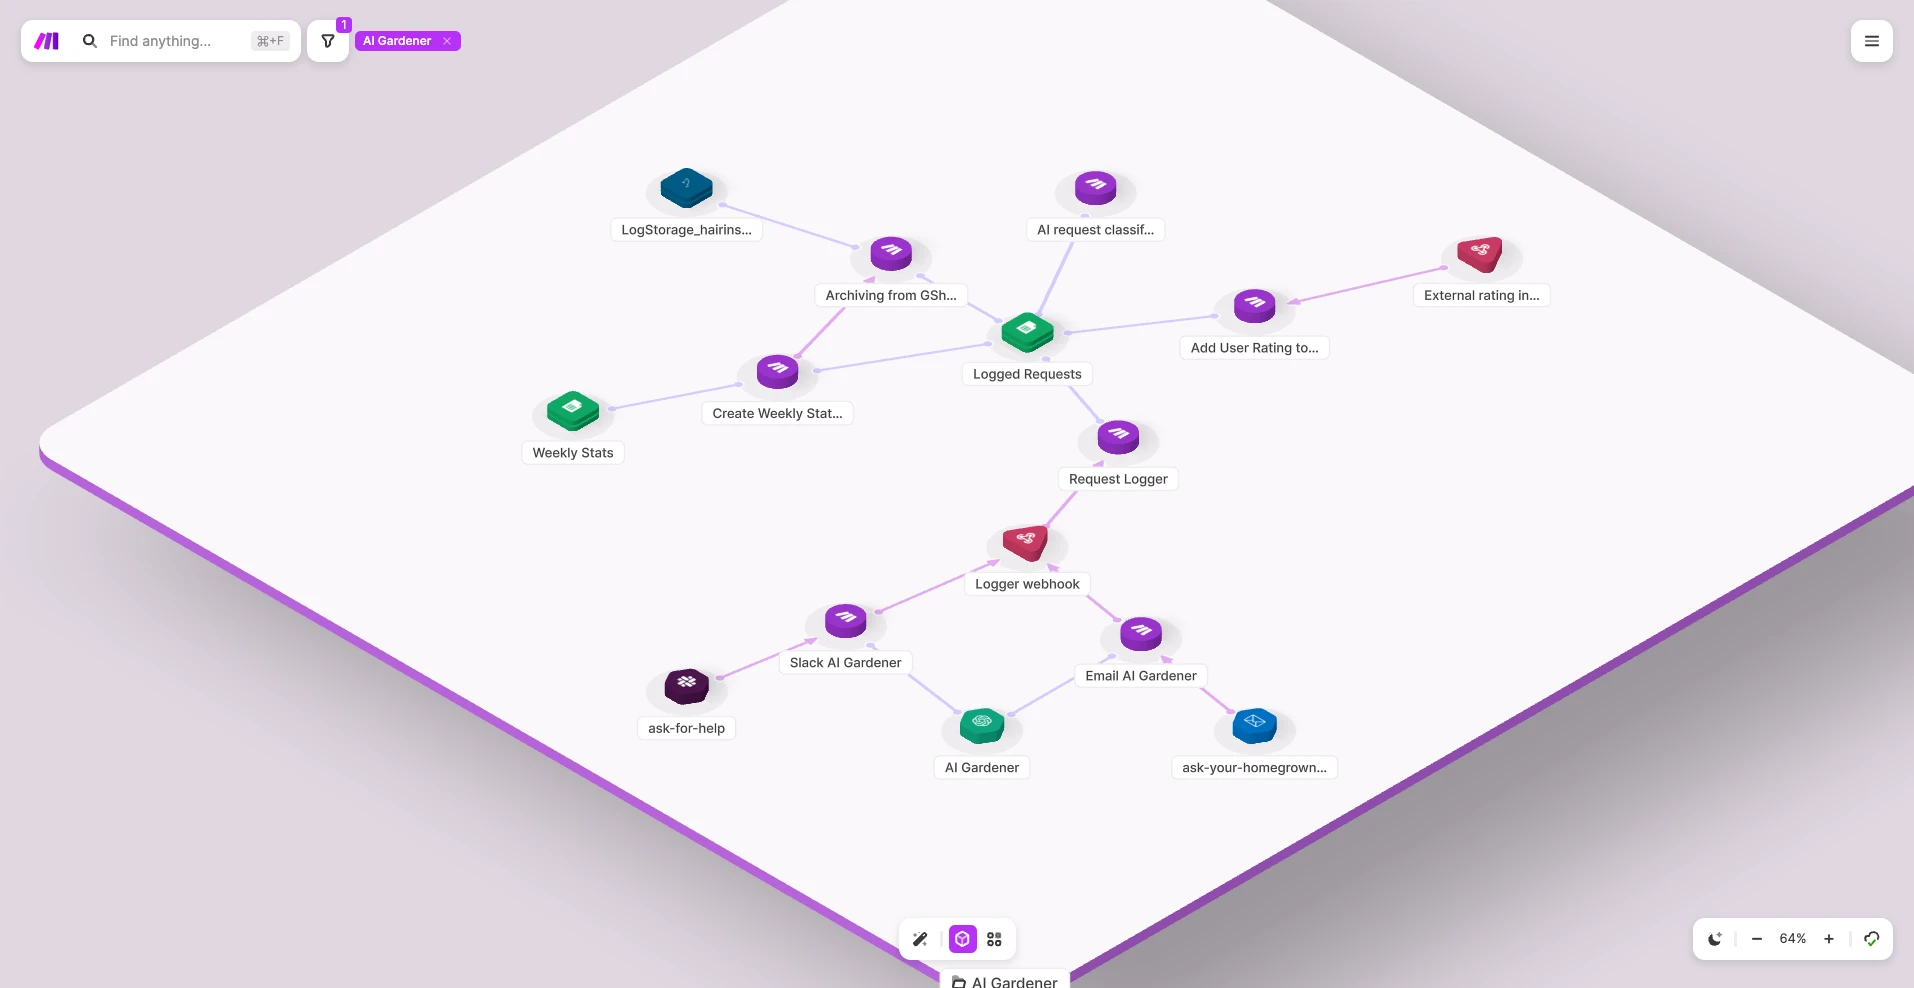 Find anything...
⌘+F
1
AI Gardener
LogStorage_hairins...
AI request classif...
Archiving from GSh...
External rating in...
Add User Rating to...
Logged Requests
Create Weekly Stat...
Weekly Stats
Request Logger
Logger webhook
Slack AI Gardener
Email AI Gardener
ask-for-help
AI Gardener
ask-your-homegrown...
64%
AI Gardener